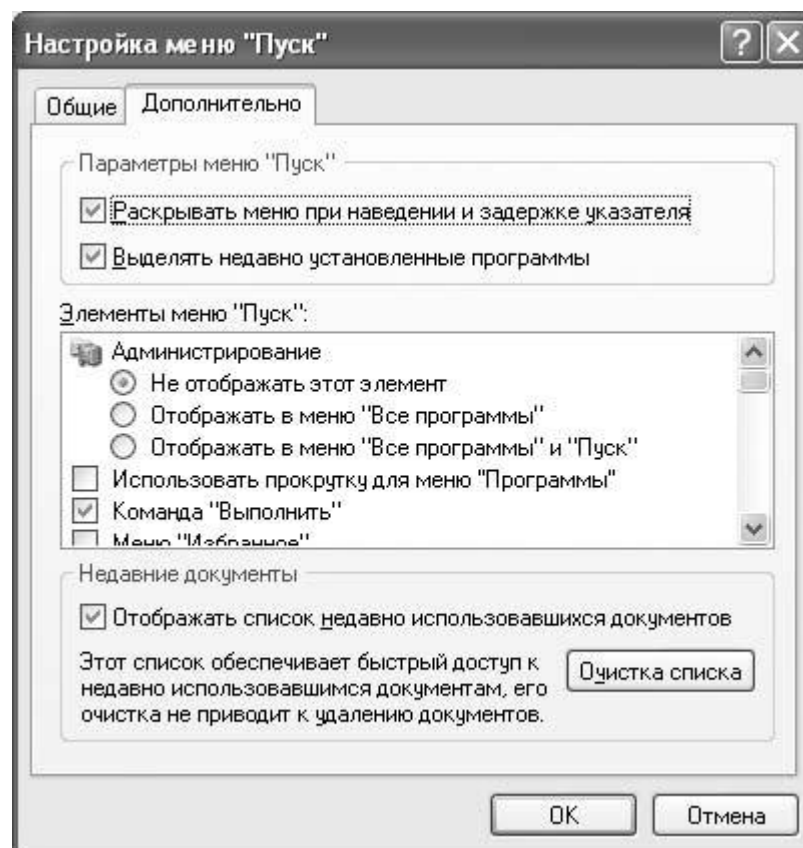 Настройка меню "Пуск"
Общие
Дополнительно
Параметры меню "Пуск"
Раскрывать меню при наведении и задержке указателя
Выделять недавно установленные программы
Элементы меню "Пуск":
Администрирование
Не отображать этот элемент
Отображать в меню "Все программы"
Отображать в меню "Все программы" и "Пуск"
Использовать прокрутку для меню "Программы"
Команда "Выполнить"
Меню "Избранное"
Недавние документы
Отображать список недавно использовавшихся документов
Этот список обеспечивает быстрый доступ к
недавно использовавшимся документам, его
очистка не приводит к удалению документов.
Очистка списка
OK
Отмена